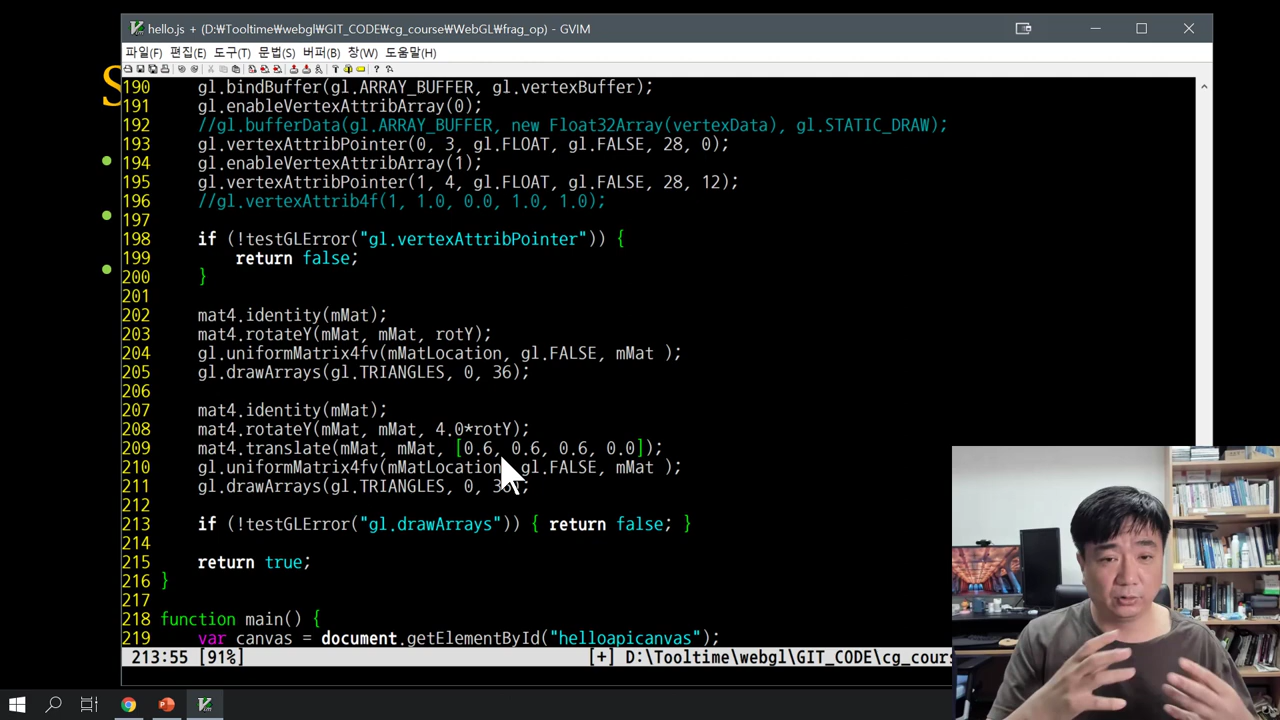 hello.js + (D:₩Tooltime₩webgl₩GIT_CODE₩cg_course₩WebGL₩frag_op) - GVIM
파일(F) 편집(E) 도구(T) 문법(S) 버퍼(B) 창(W) 도움말(H)
S
190 gl.bindBuffer(gl.ARRAY_BUFFER, gl.vertexBuffer);
191 gl.enableVertexAttribArray(0);
192 //gl.bufferData(gl.ARRAY_BUFFER, new Float32Array(vertexData), gl.STATIC_DRAW);
193 gl.vertexAttribPointer(0, 3, gl.FLOAT, gl.FALSE, 28, 0);
194 gl.enableVertexAttribArray(1);
195 gl.vertexAttribPointer(1, 4, gl.FLOAT, gl.FALSE, 28, 12);
196 //gl.vertexAttrib4f(1, 1.0, 0.0, 1.0, 1.0);
197
198 if (!testGLError("gl.vertexAttribPointer")) {
199 return false;
200 }
201
202 mat4.identity(mMat);
203 mat4.rotateY(mMat, mMat, rotY);
204 gl.uniformMatrix4fv(mMatLocation, gl.FALSE, mMat );
205 gl.drawArrays(gl.TRIANGLES, 0, 36);
206
207 mat4.identity(mMat);
208 mat4.rotateY(mMat, mMat, 4.0*rotY);
209 mat4.translate(mMat, mMat, [0.6, 0.6, 0.6, 0.0]);
210 gl.uniformMatrix4fv(mMatLocation, gl.FALSE, mMat );
211 gl.drawArrays(gl.TRIANGLES, 0, 36);
212
213 if (!testGLError("gl.drawArrays")) { return false; }
214
215 return true;
216 }
217
218 function main() {
219 var canvas = document.getElementById("helloapicanvas");
213:55 [91%] [+] D:\Tooltime\webgl\GIT_CODE\cg_cours